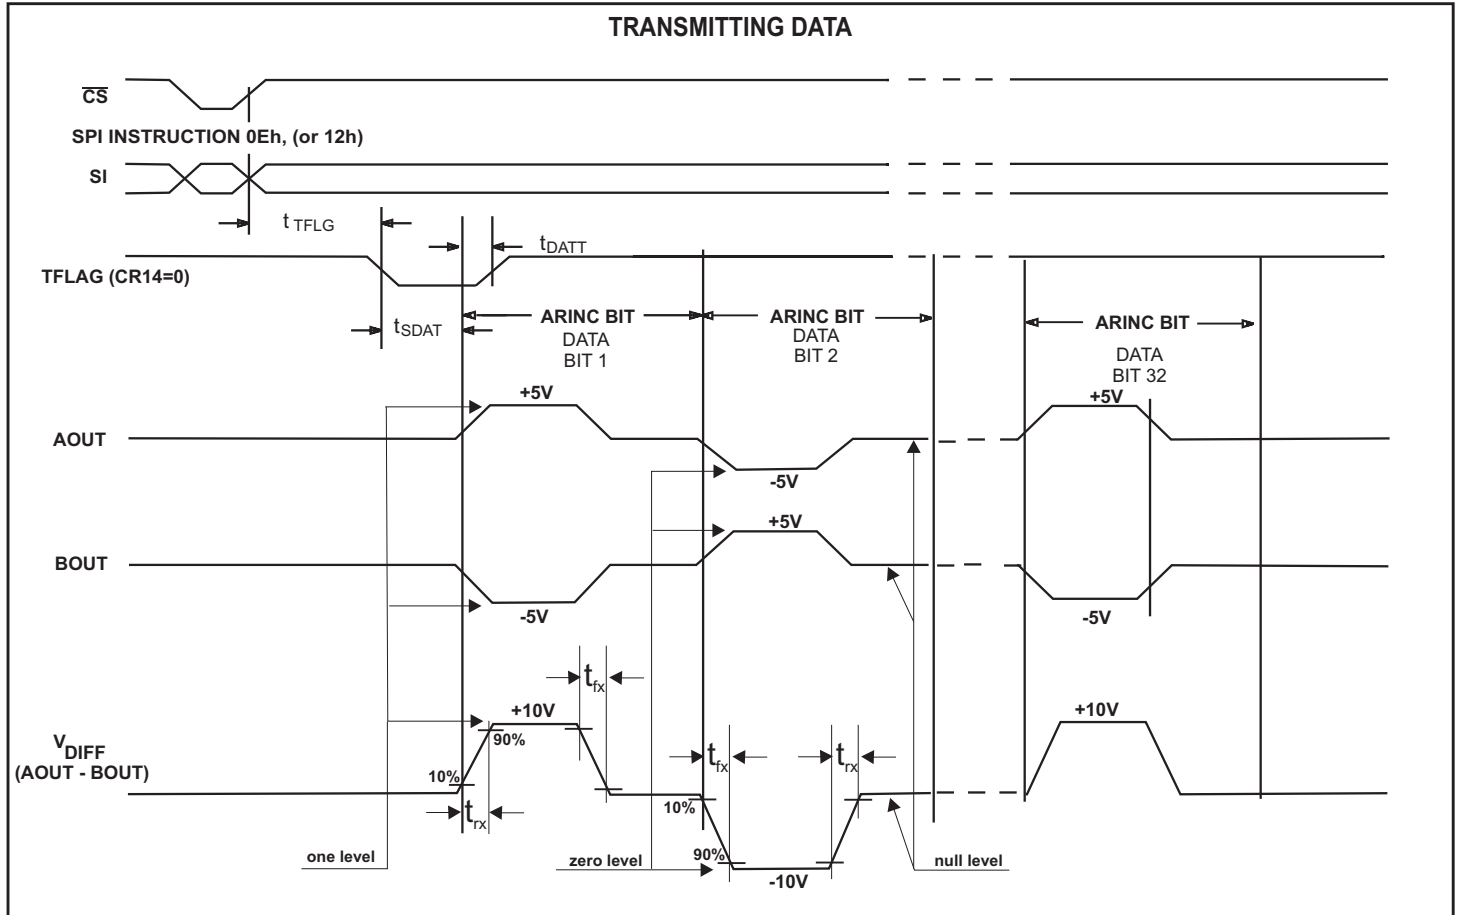 TRANSMITTING DATA
CS
SPI INSTRUCTION 0Eh, (or 12h)
SI
t TFLG
tDATT
TFLAG (CR14=0)
tSDAT
ARINC BIT
DATA
BIT 1
ARINC BIT
DATA
BIT 2
ARINC BIT
DATA
BIT 32
+5V
+5V
AOUT
-5V
+5V
BOUT
-5V
-5V
tfx
+10V
+10V
VDIFF
(AOUT - BOUT)
90%
10%
trx
tfx
trx
10%
90%
-10V
one level
zero level
null level